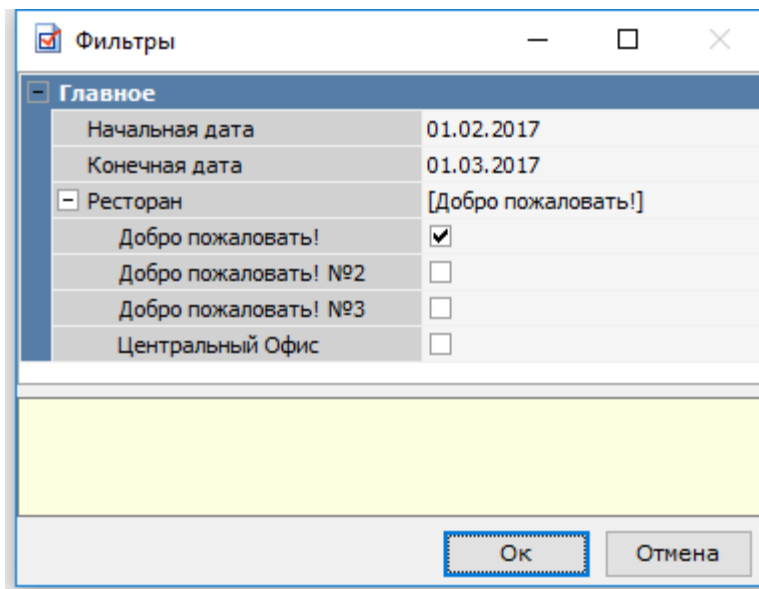 Фильтры
Главное
Начальная дата 01.02.2017
Конечная дата 01.03.2017
Ресторан [Добро пожаловать!]
Добро пожаловать!
Добро пожаловать! №2
Добро пожаловать! №3
Центральный Офис
Ок Отмена